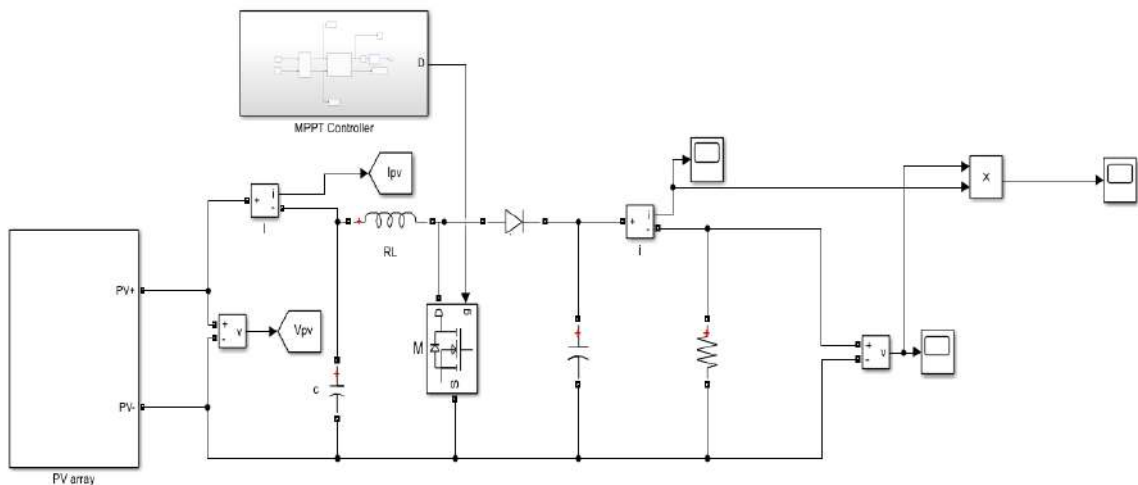 D
MPPT Controller
Ipv
+
i
-
I
RL
+
i
-
i
x
PV+
+
-
v
Vpv
D
g
M
S
c
+
-
v
PV-
PV array